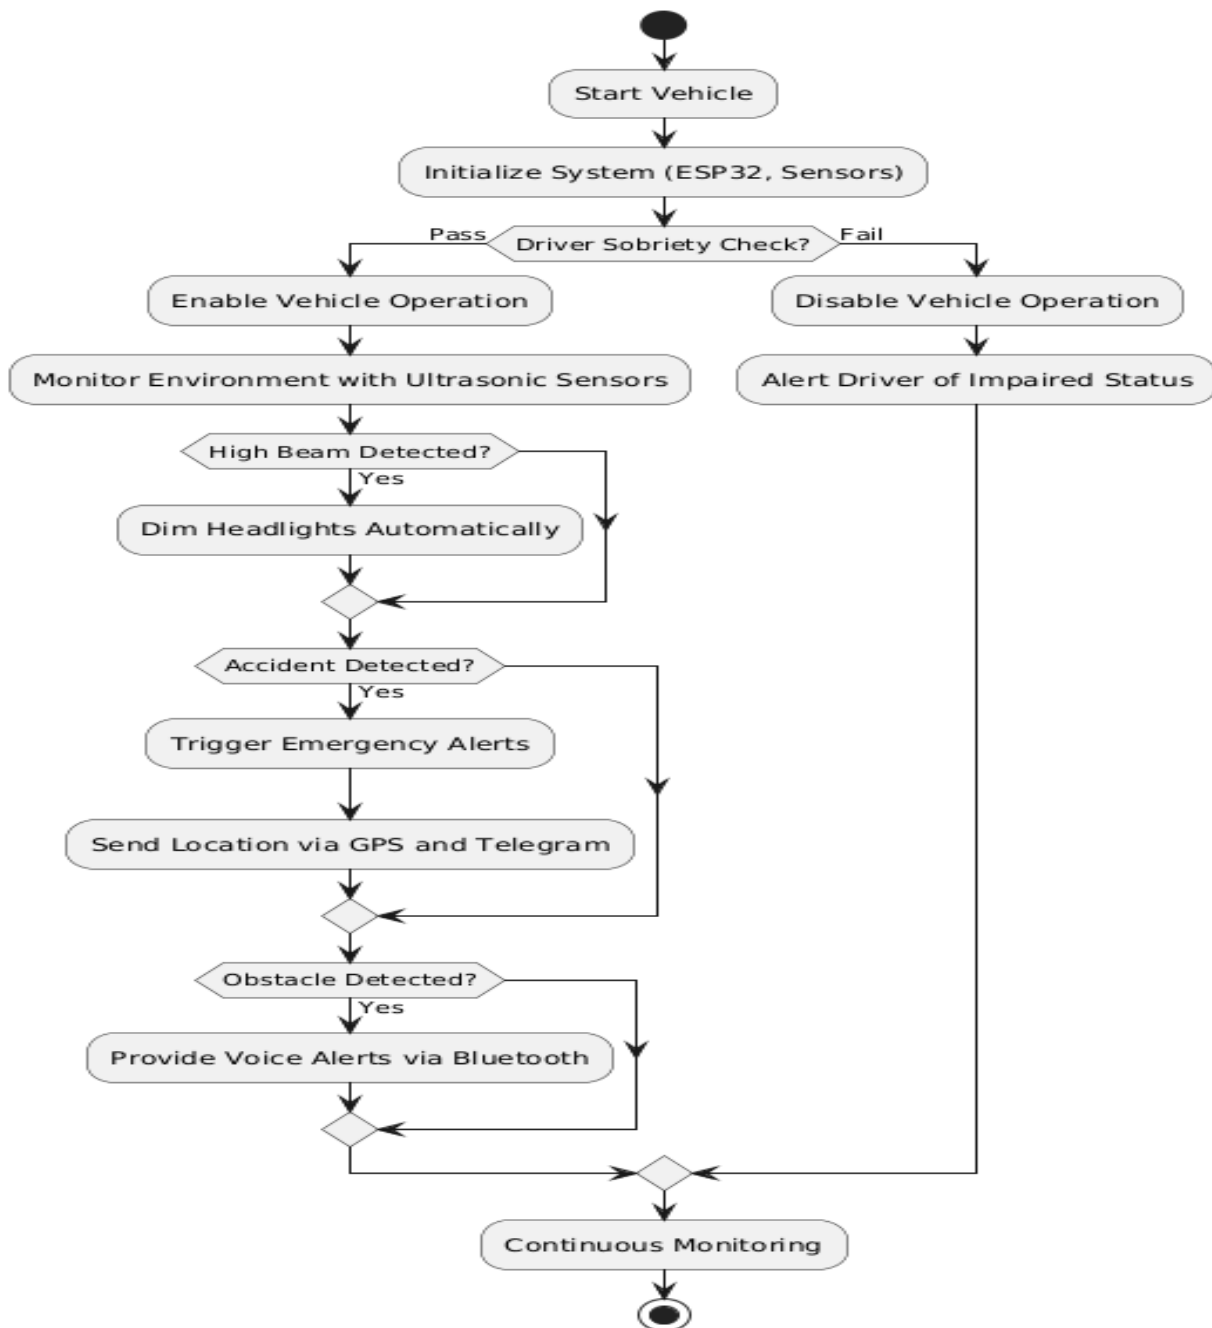 Start Vehicle
Initialize System (ESP32, Sensors)
Pass
Driver Sobriety Check?
Fail
Enable Vehicle Operation
Disable Vehicle Operation
Monitor Environment with Ultrasonic Sensors
Alert Driver of Impaired Status
High Beam Detected?
Yes
Dim Headlights Automatically
Accident Detected?
Yes
Trigger Emergency Alerts
Send Location via GPS and Telegram
Obstacle Detected?
Yes
Provide Voice Alerts via Bluetooth
Continuous Monitoring